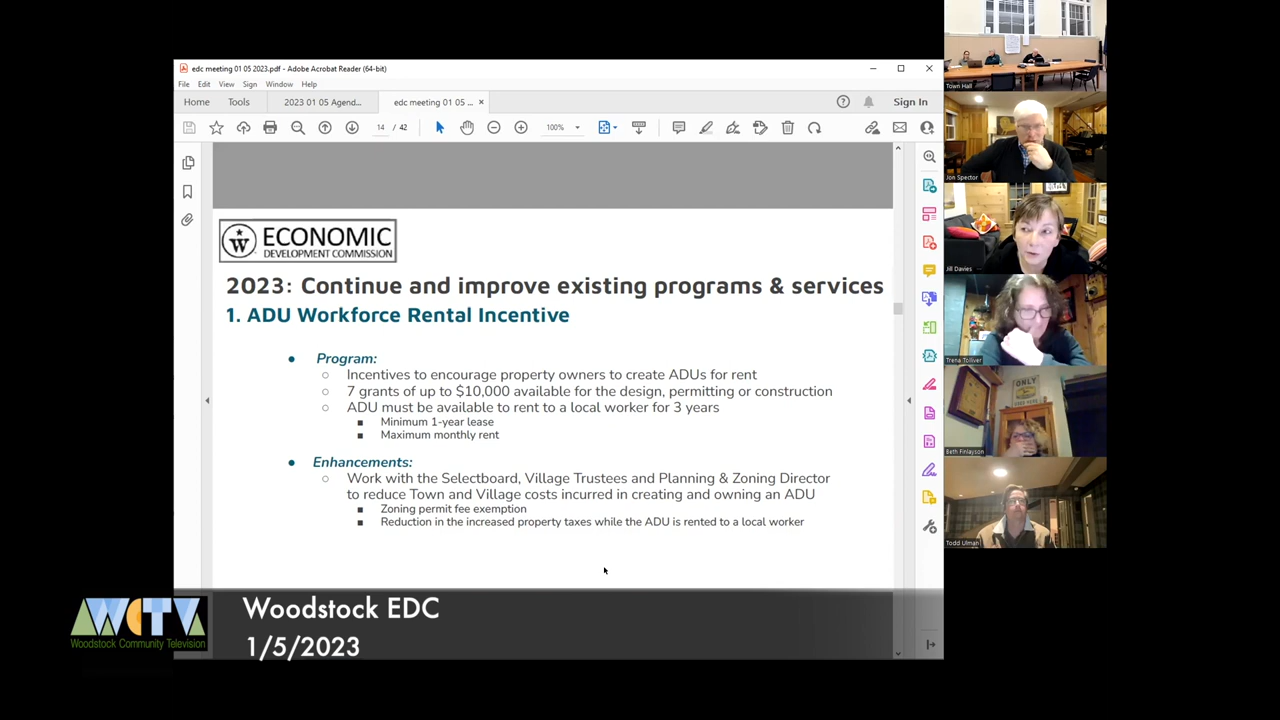 edc meeting 01 05 2023.pdf - Adobe Acrobat Reader (64-bit)
File Edit View Sign Window Help
Home Tools 2023 01 05 Agend... edc meeting 01 05 ... × Sign In
14 / 42 100%
W ECONOMIC
DEVELOPMENT COMMISSION
2023: Continue and improve existing programs & services
1. ADU Workforce Rental Incentive
Program:
Incentives to encourage property owners to create ADUs for rent
7 grants of up to $10,000 available for the design, permitting or construction
ADU must be available to rent to a local worker for 3 years
Minimum 1-year lease
Maximum monthly rent
Enhancements:
Work with the Selectboard, Village Trustees and Planning & Zoning Director
to reduce Town and Village costs incurred in creating and owning an ADU
Zoning permit fee exemption
Reduction in the increased property taxes while the ADU is rented to a local worker
WCTV
Woodstock Community Television
Woodstock EDC
1/5/2023
Town Hall
Jon Spector
Jill Davies
Trena Tolliver
ONLY
Beth Finlayson
Todd Ulman